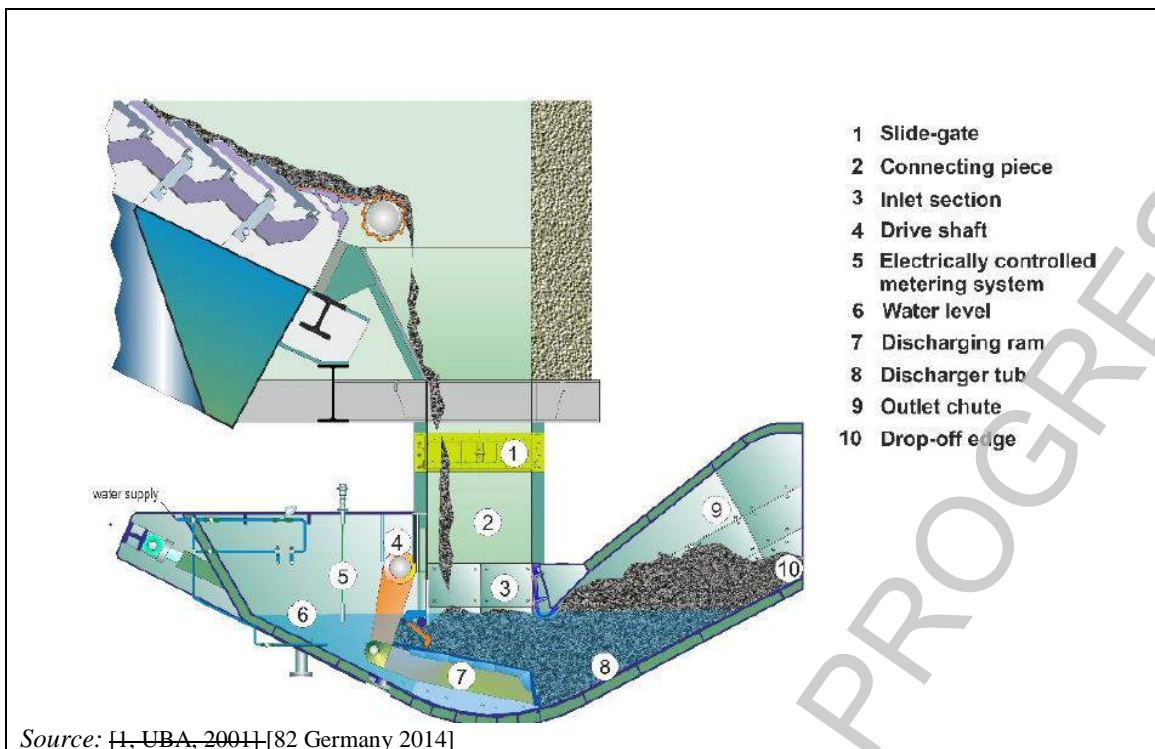 1 Slide-gate
2 Connecting piece
3 Inlet section
4 Drive shaft
5 Electrically controlled
metering system
6 Water level
7 Discharging ram
8 Discharger tub
9 Outlet chute
10 Drop-off edge
1
water supply
2
9
4
10
5
3
6
8
7
PROGRES
Source: [1, UBA, 2001] [82 Germany 2014]